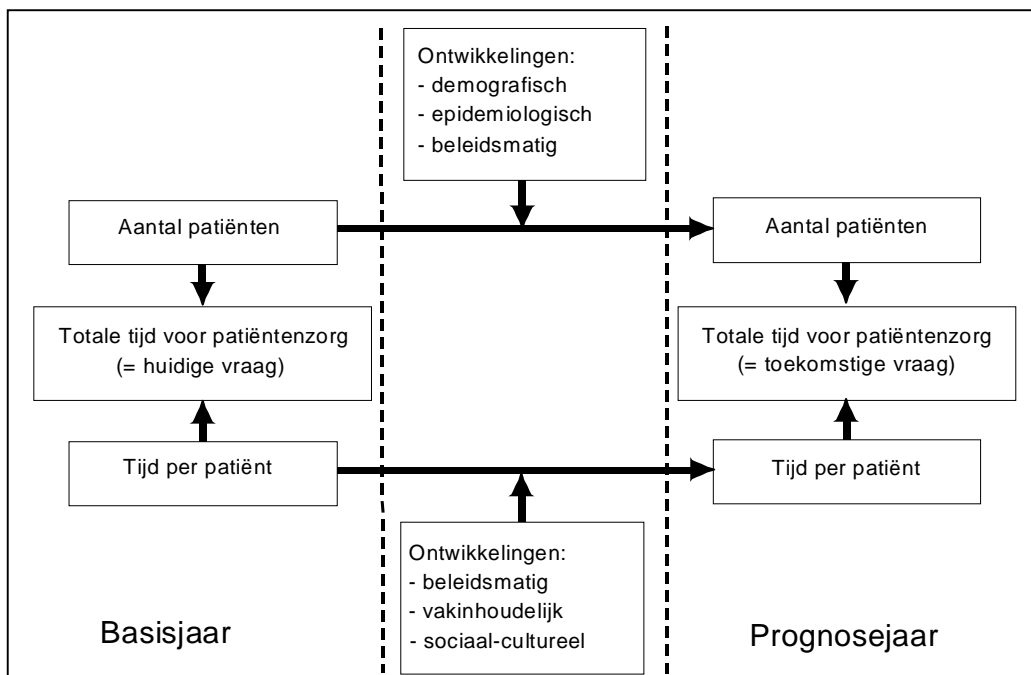 Ontwikkelingen:
- demografisch
- epidemiologisch
- beleidsmatig
Aantal patiënten
Aantal patiënten
Totale tijd voor patiëntenzorg
(= huidige vraag)
Totale tijd voor patiëntenzorg
(= toekomstige vraag)
Tijd per patiënt
Tijd per patiënt
Ontwikkelingen:
- beleidsmatig
- vakinhoudelijk
- sociaal-cultureel
Basisjaar
Prognosejaar